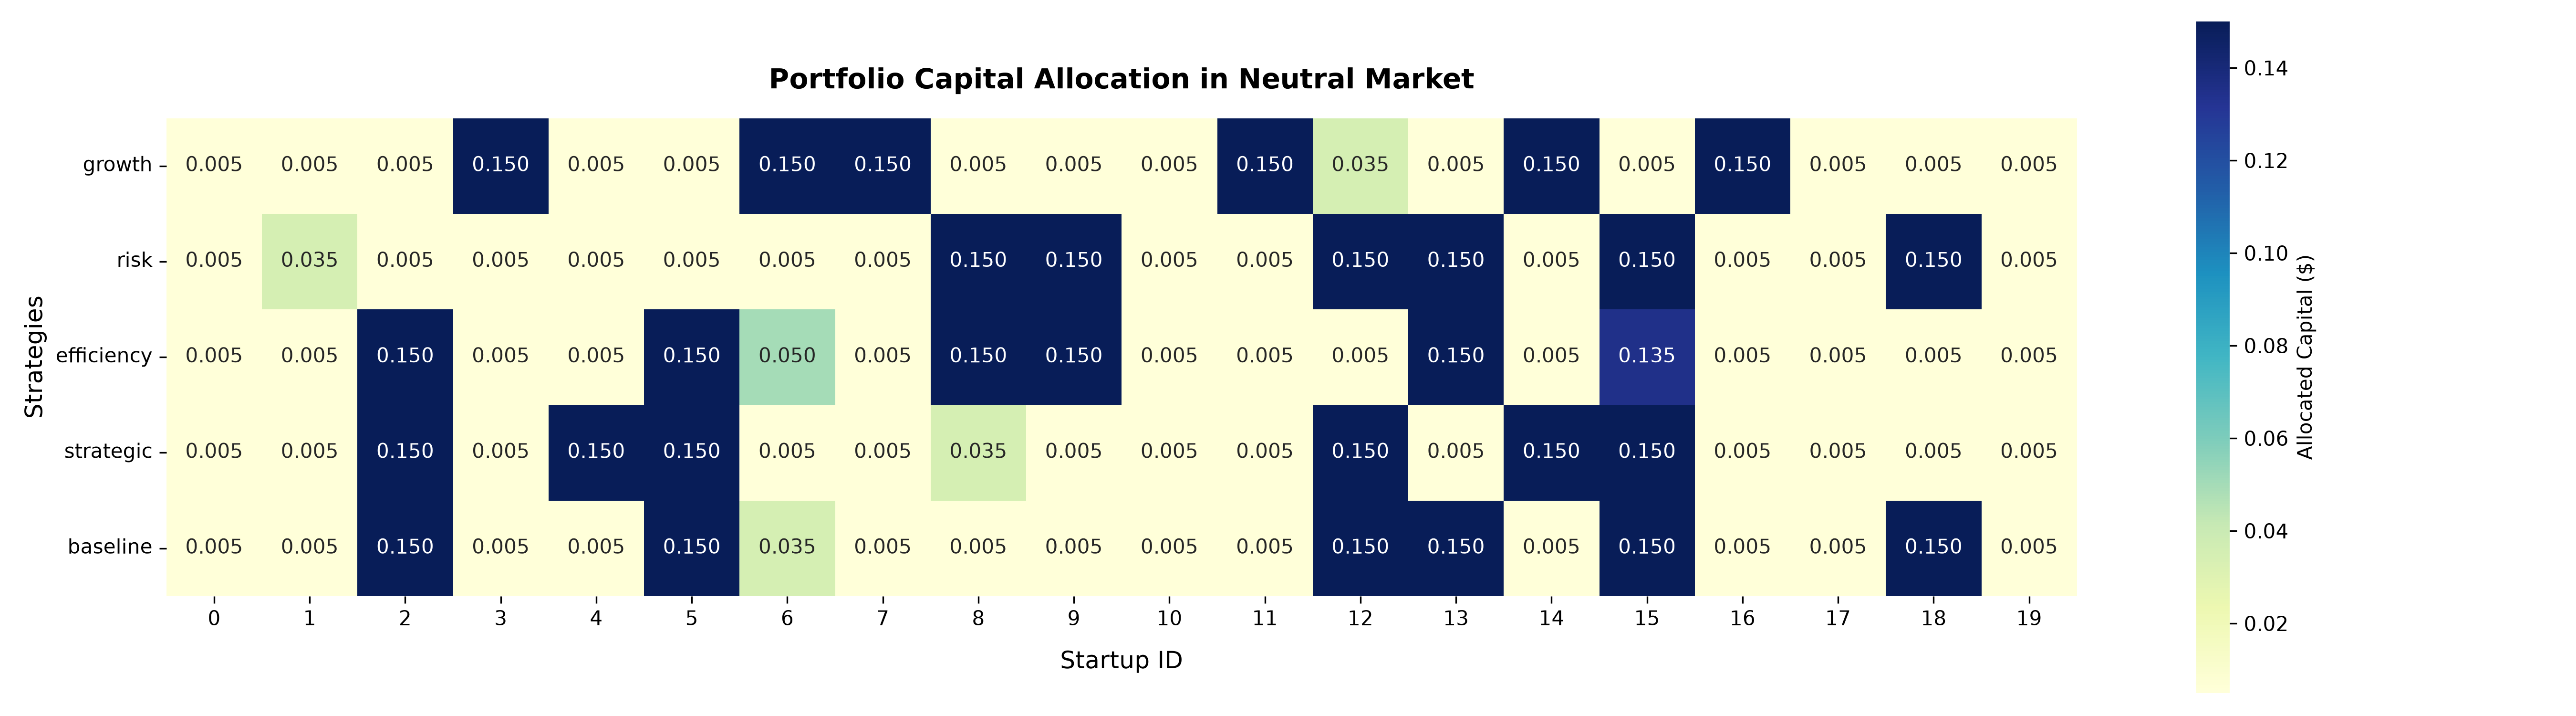 Portfolio Capital Allocation in Neutral Market
growth 0.005 0.005 0.005 0.150 0.005 0.005 0.150 0.150 0.005 0.005 0.005 0.150 0.035 0.005 0.150 0.005 0.150 0.005 0.005 0.005
risk 0.005 0.035 0.005 0.005 0.005 0.005 0.005 0.005 0.150 0.150 0.005 0.005 0.150 0.150 0.005 0.150 0.005 0.005 0.150 0.005
efficiency 0.005 0.005 0.150 0.005 0.005 0.150 0.050 0.005 0.150 0.150 0.005 0.005 0.005 0.150 0.005 0.135 0.005 0.005 0.005 0.005
strategic 0.005 0.005 0.150 0.005 0.150 0.150 0.005 0.005 0.035 0.005 0.005 0.005 0.150 0.005 0.150 0.150 0.005 0.005 0.005 0.005
baseline 0.005 0.005 0.150 0.005 0.005 0.150 0.035 0.005 0.005 0.005 0.005 0.005 0.150 0.150 0.005 0.150 0.005 0.005 0.150 0.005
0 1 2 3 4 5 6 7 8 9 10 11 12 13 14 15 16 17 18 19
Startup ID
Strategies
0.14
0.12
0.10
0.08
0.06
0.04
0.02
Allocated Capital ($)